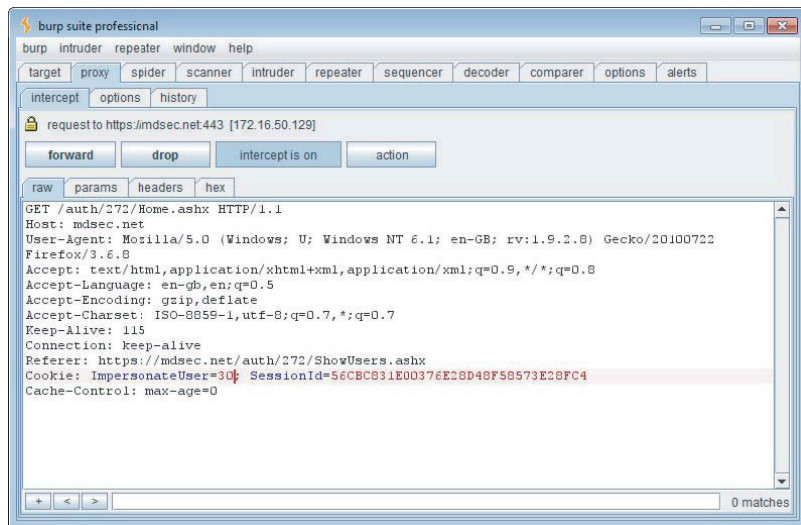 burp suite professional
burp intruder repeater window help
target proxy spider scanner intruder repeater sequencer decoder comparer options alerts
intercept options history
request to https://mdsec.net:443 [172.16.50.129]
forward drop intercept is on action
raw params headers hex
GET /auth/272/Home.ashx HTTP/1.1
Host: mdsec.net
User-Agent: Mozilla/5.0 (Windows; U; Windows NT 6.1; en-GB; rv:1.9.2.8) Gecko/20100722
Firefox/3.6.8
Accept: text/html,application/xhtml+xml,application/xml;q=0.9,*/*;q=0.8
Accept-Language: en-gb,en;q=0.5
Accept-Encoding: gzip,deflate
Accept-Charset: ISO-8859-1,utf-8;q=0.7,*;q=0.7
Keep-Alive: 115
Connection: keep-alive
Referer: https://mdsec.net/auth/272/ShowUsers.ashx
Cookie: ImpersonateUser=30; SessionId=56CBC831E00376E28D48F58573E28FC4
Cache-Control: max-age=0
+ < > 0 matches